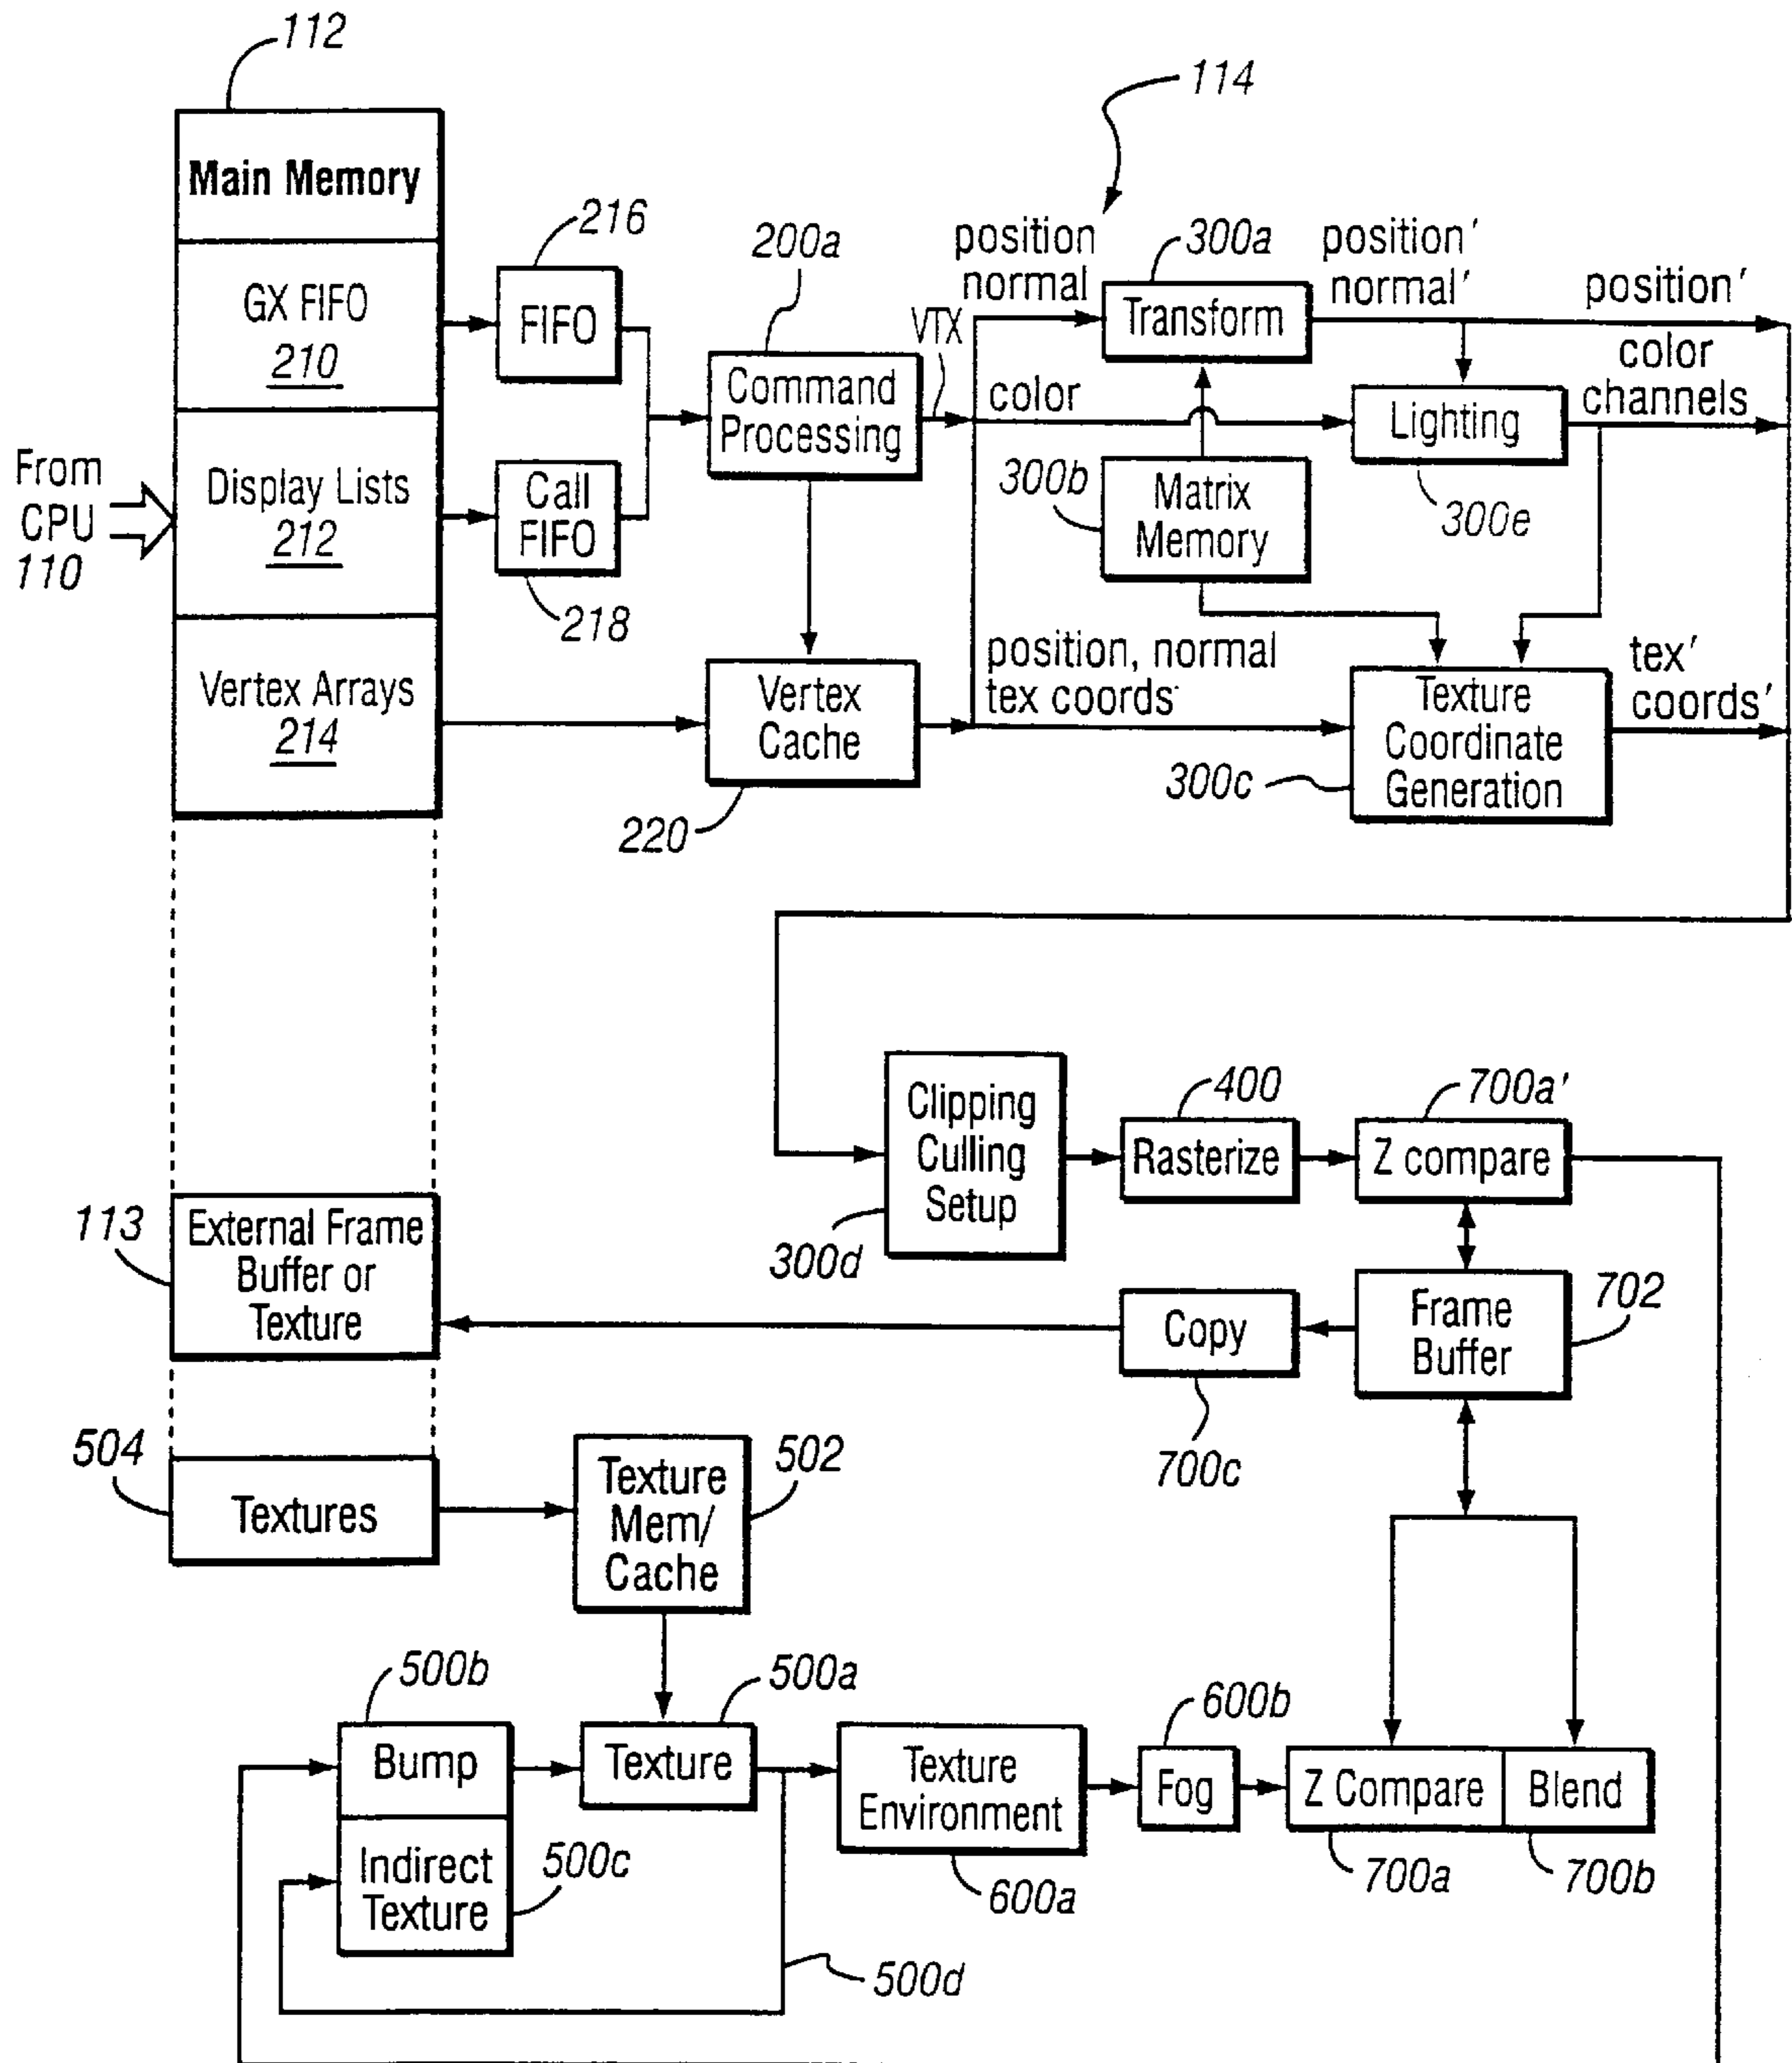 112
114
Main Memory
GX FIFO
210
Display Lists
212
Vertex Arrays
214
From
CPU
110
216
FIFO
Call
FIFO
218
200a
Command
Processing
VTX
Vertex
Cache
220
position
normal
300a
Transform
position'
normal'
position'
color
color
channels
Lighting
300e
300b
Matrix
Memory
position, normal
tex coords
Texture
Coordinate
Generation
300c
tex'
coords'
Clipping
Culling
Setup
300d
400
Rasterize
700a'
Z compare
113
External Frame
Buffer or
Texture
Copy
700c
Frame
Buffer
702
504
Textures
Texture
Mem/
Cache
502
500b
Bump
Indirect
Texture
500c
500a
Texture
500d
Texture
Environment
600a
600b
Fog
Z Compare
700a
Blend
700b